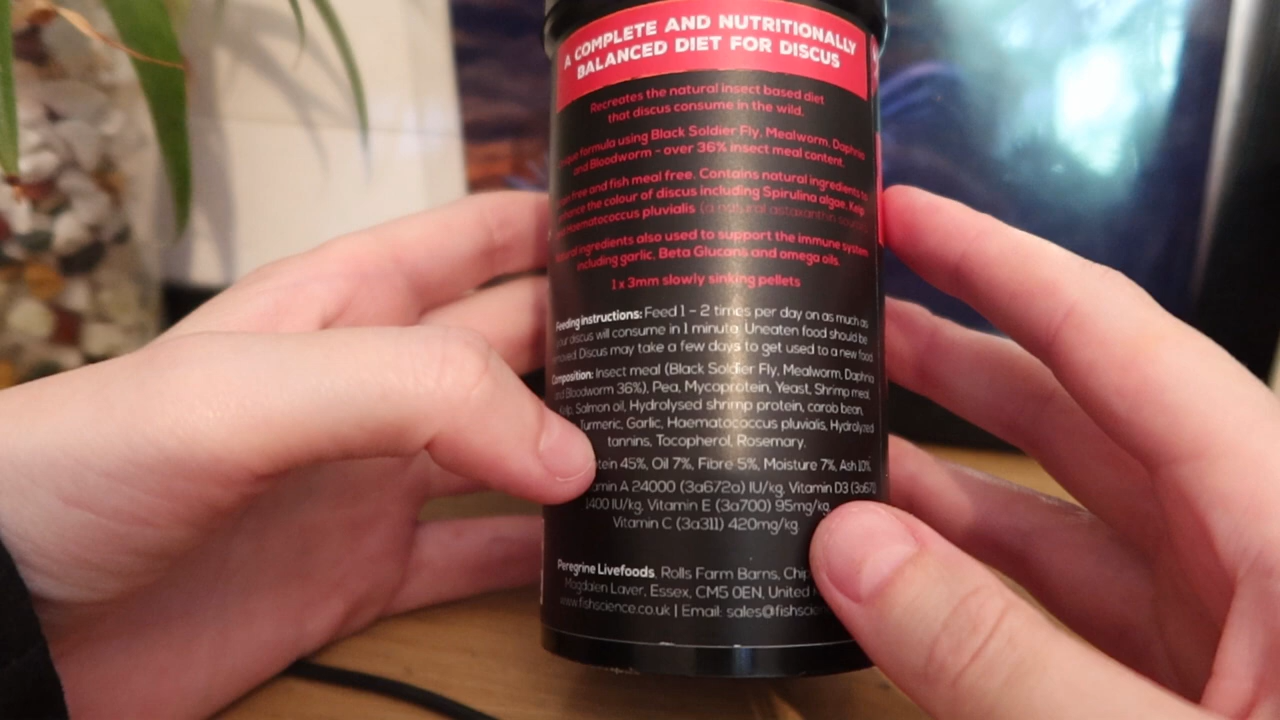 A COMPLETE AND NUTRITIONALLY
BALANCED DIET FOR DISCUS
Recreates the natural insect based diet
that discus consume in the wild.
formula using Black Soldier Fly, Mealworm, Daphnia
and Bloodworm - over 36% insect meal content.
free and fish meal free. Contains natural ingredients to
enhance the colour of discus including Spirulina algae, Kelp
Haematococcus pluvialis (a natural astaxanthin source)
ingredients also used to support the immune system
including garlic, Beta Glucans and omega oils.
1 x 3mm slowly sinking pellets
Feeding instructions: Feed 1 - 2 times per day on as much as
your discus will consume in 1 minute. Uneaten food should be
removed. Discus may take a few days to get used to a new food.
Composition: Insect meal (Black Soldier Fly, Mealworm, Daphnia
and Bloodworm 36%), Pea, Mycoprotein, Yeast, Shrimp meal,
Kelp, Salmon oil, Hydrolysed shrimp protein, carob bean,
Turmeric, Garlic, Haematococcus pluvialis, Hydrolyzed
tannins, Tocopherol, Rosemary.
45%, Oil 7%, Fibre 5%, Moisture 7%, Ash 10%
A 24000 (3a672a) IU/kg, Vitamin D3 (3a671)
1400 IU/kg, Vitamin E (3a700) 95mg/kg,
Vitamin C (3a311) 420mg/kg
Peregrine Livefoods, Rolls Farm Barns,
Magdalen Laver, Essex, CM5 0EN, United
www.fishscience.co.uk | Email: sales@fishscien